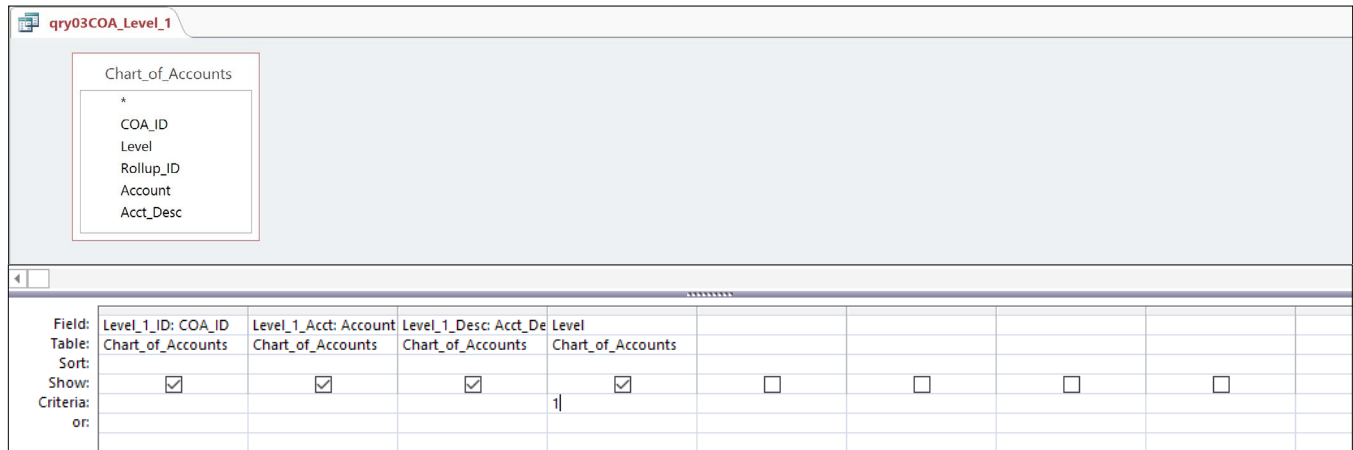 qry03COA_Level_1
Chart_of_Accounts
*
COA_ID
Level
Rollup_ID
Account
Acct_Desc
Field: Level_1_ID: COA_ID Level_1_Acct: Account Level_1_Desc: Acct_De Level
Table: Chart_of_Accounts Chart_of_Accounts Chart_of_Accounts Chart_of_Accounts
Sort:
Show:
Criteria: 1
or: